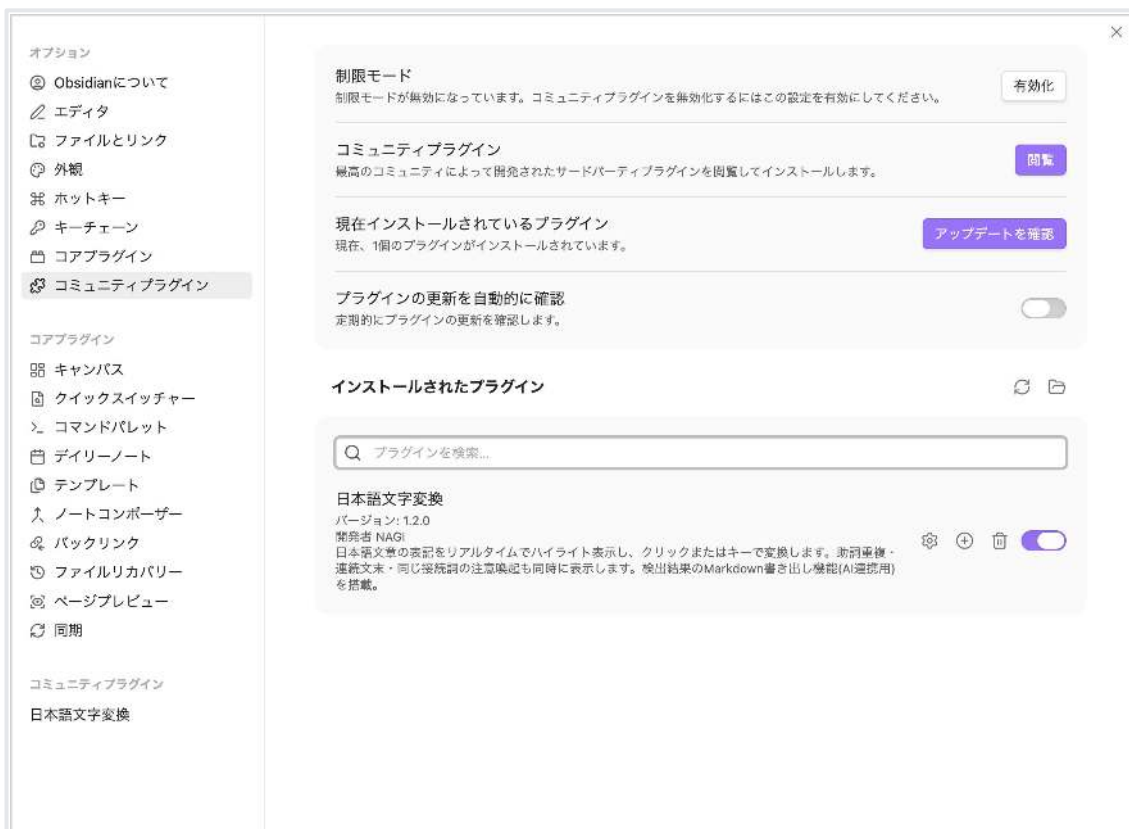 オプション
Obsidianについて
エディタ
ファイルとリンク
外観
ホットキー
キーチェーン
コアプラグイン
コミュニティプラグイン
コアプラグイン
キャンバス
クイックスイッチャー
コマンドパレット
デイリーノート
テンプレート
ノートコンポーザー
バックリンク
ファイルリカバリー
ページプレビュー
同期
コミュニティプラグイン
日本語文字変換
制限モード
制限モードが無効になっています。コミュニティプラグインを無効化するにはこの設定を有効にしてください。
有効化
コミュニティプラグイン
最高のコミュニティによって開発されたサードパーティプラグインを閲覧してインストールします。
閲覧
現在インストールされているプラグイン
現在、1個のプラグインがインストールされています。
アップデートを確認
プラグインの更新を自動的に確認
定期的にプラグインの更新を確認します。
インストールされたプラグイン
プラグインを検索...
日本語文字変換
バージョン: 1.2.0
開発者 NAGI
日本語文章の表記をリアルタイムでハイライト表示し、クリックまたはキーで変換します。助詞重複・
連続文末・同じ接続詞の注意喚起も同時に表示します。検出結果のMarkdown書き出し機能(AI連携用)
を搭載。